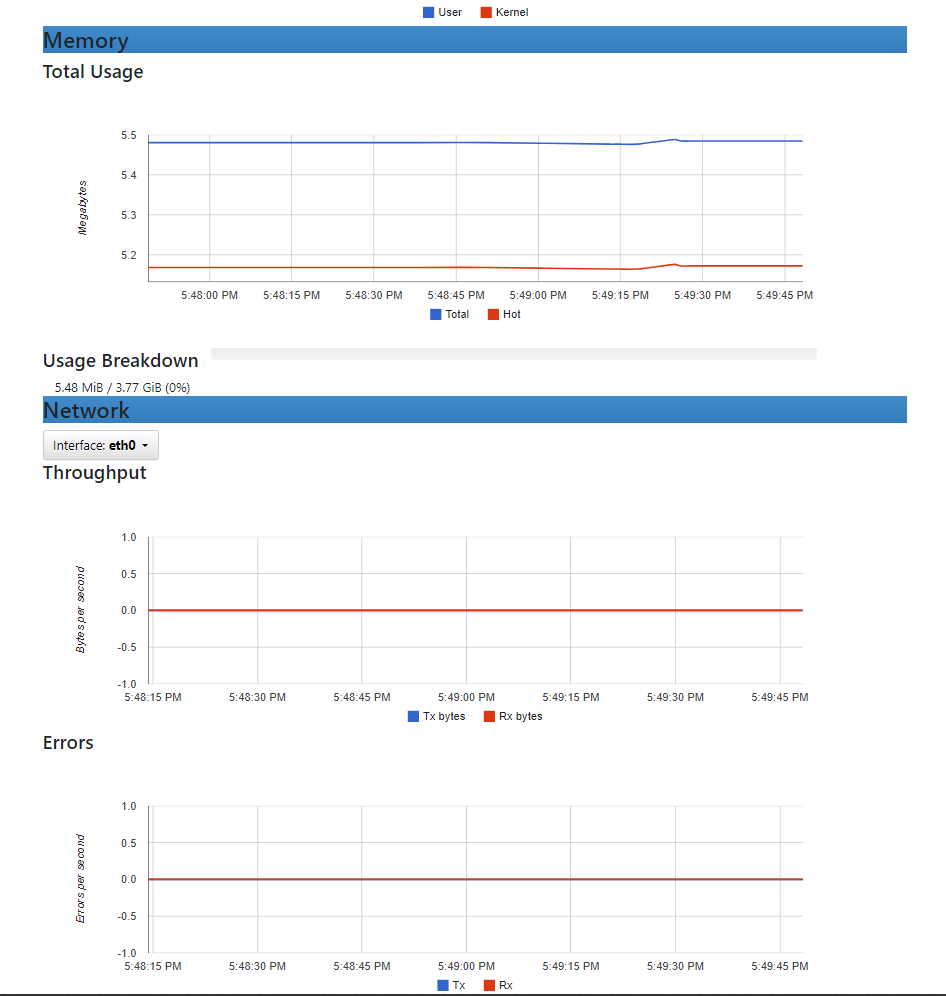 User Kernel
Memory
Total Usage
5.5
5.4
Megabytes
5.3
5.2
5:48:00 PM 5:48:15 PM 5:48:30 PM 5:48:45 PM 5:49:00 PM 5:49:15 PM 5:49:30 PM 5:49:45 PM
Total Hot
Usage Breakdown
5.48 MiB / 3.77 GiB (0%)
Network
Interface: eth0
Throughput
1.0
0.5
Bytes per second
0.0
-0.5
-1.0
5:48:15 PM 5:48:30 PM 5:48:45 PM 5:49:00 PM 5:49:15 PM 5:49:30 PM 5:49:45 PM
Tx bytes Rx bytes
Errors
1.0
0.5
Errors per second
0.0
-0.5
-1.0
5:48:15 PM 5:48:30 PM 5:48:45 PM 5:49:00 PM 5:49:15 PM 5:49:30 PM 5:49:45 PM
Tx Rx